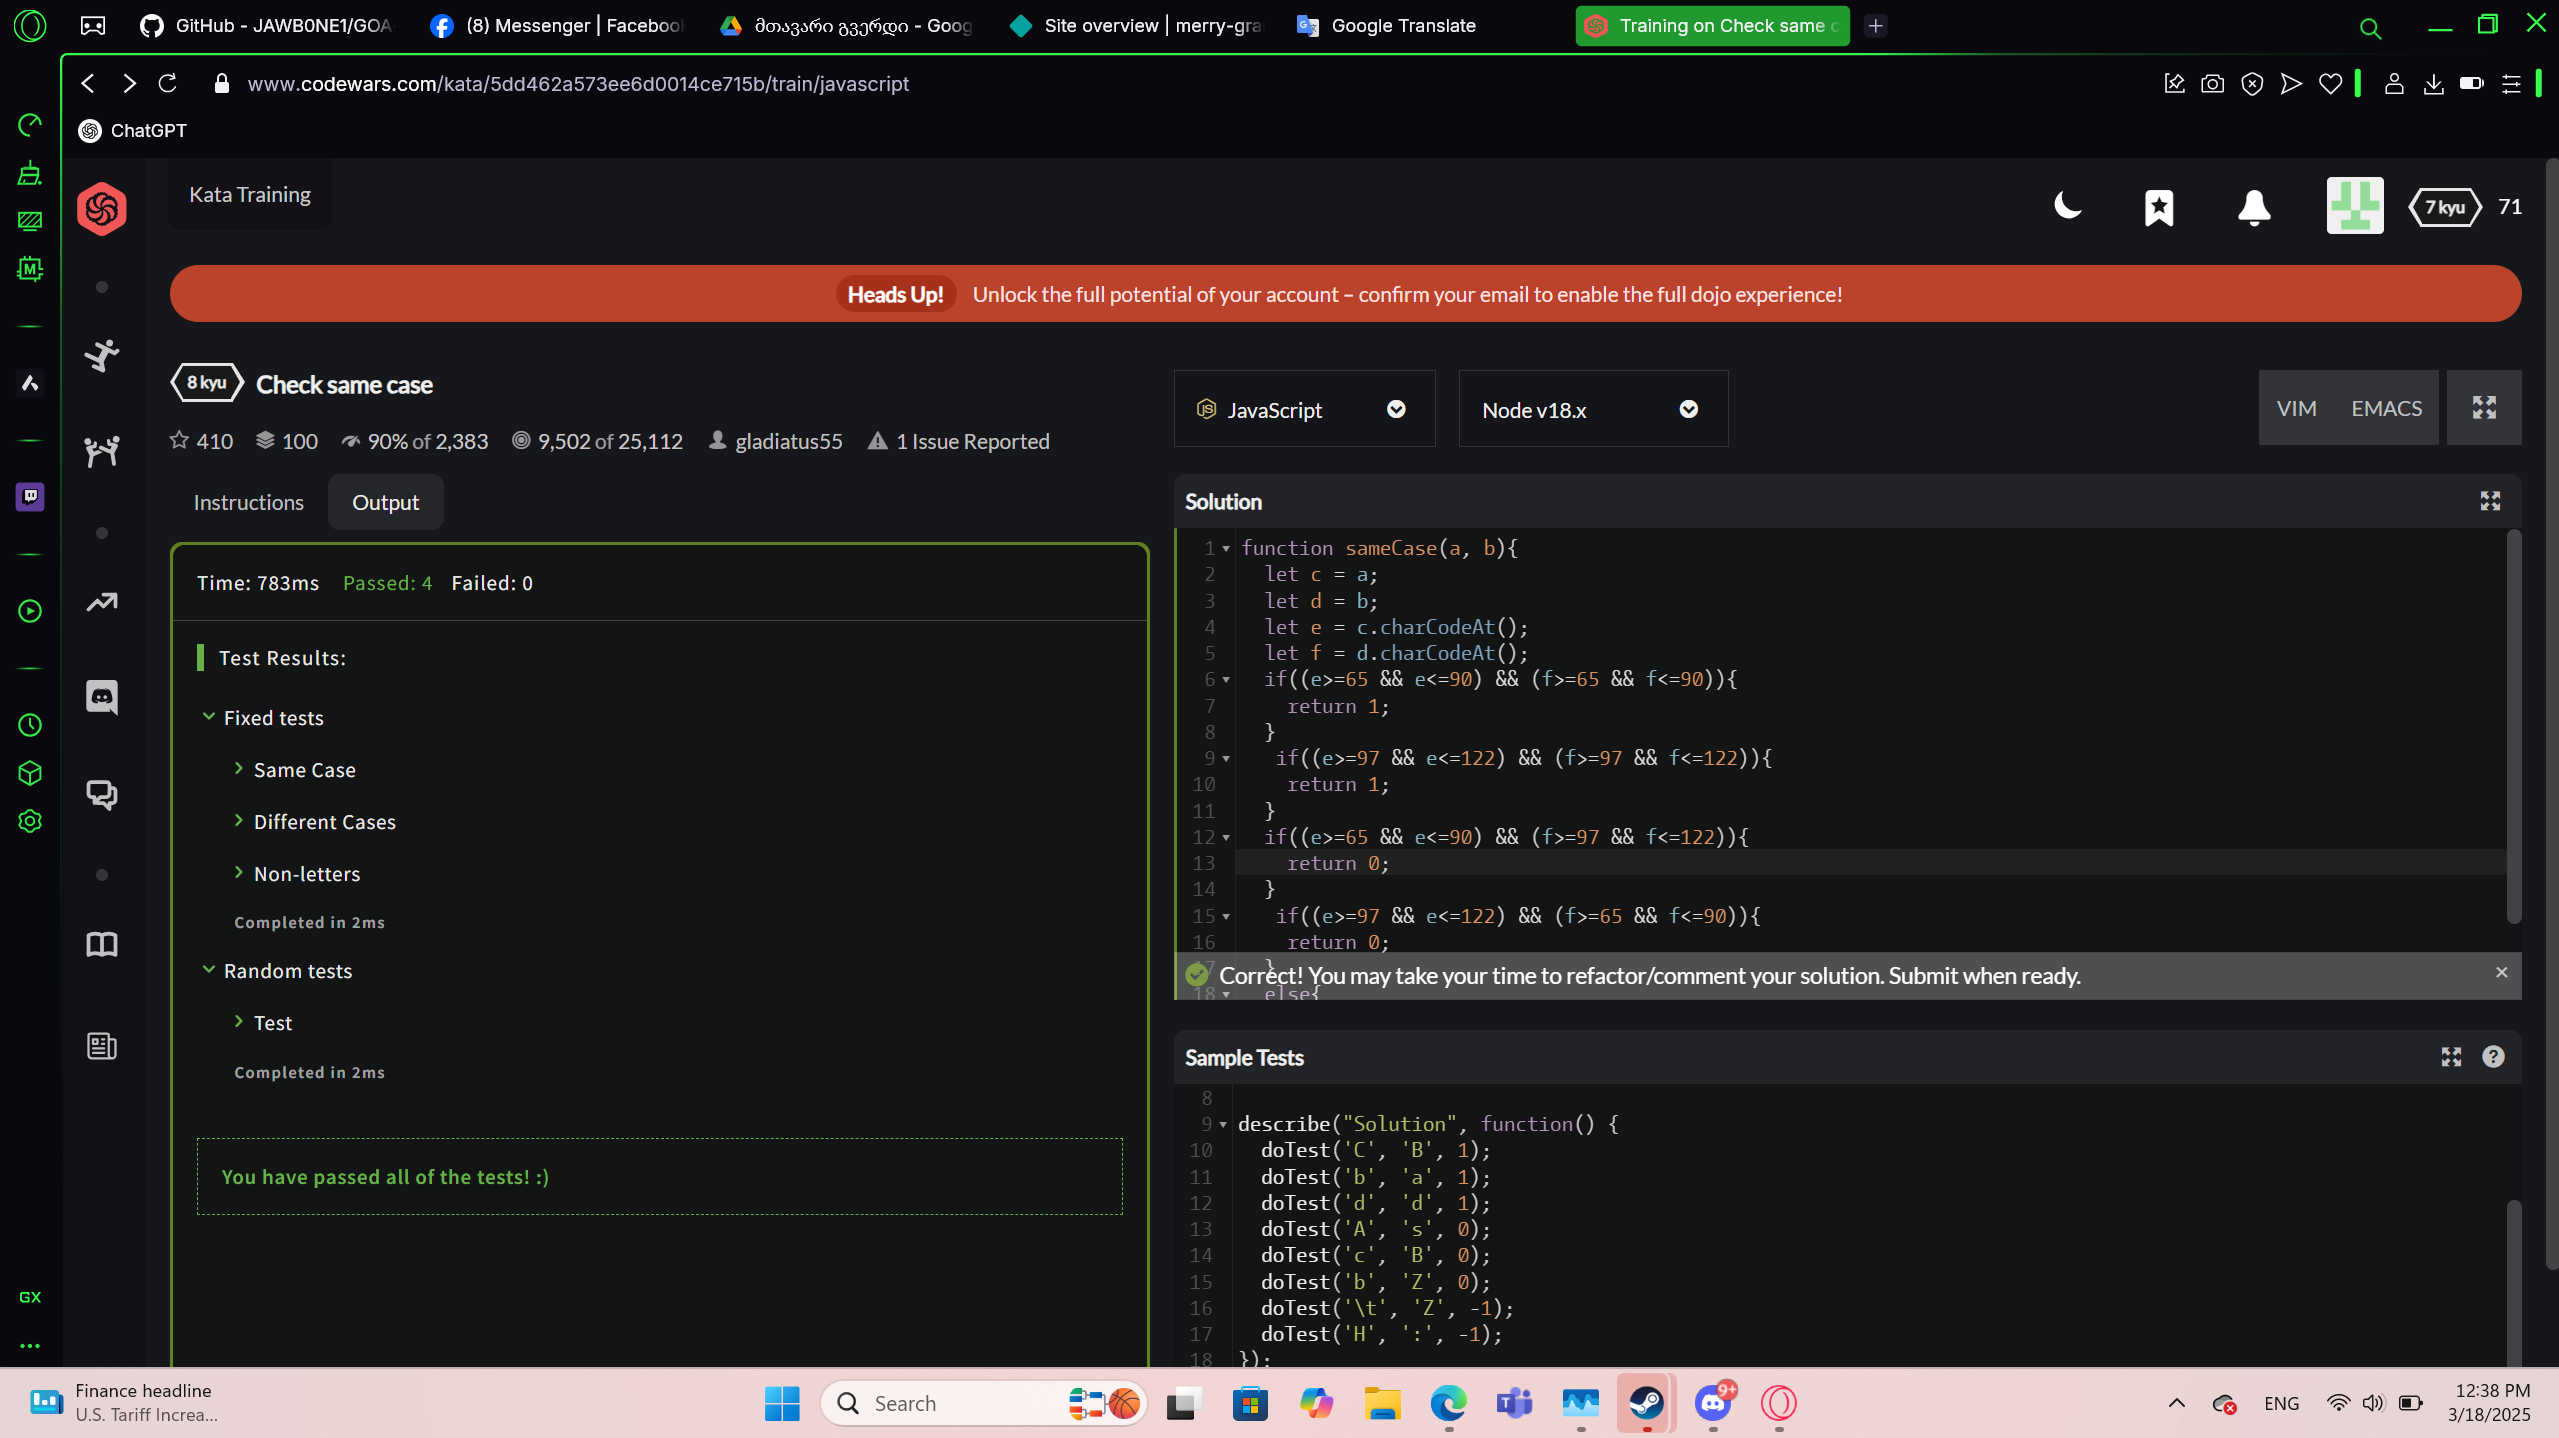 GitHub - JAWB0NE1/GOA-
(8) Messenger | Facebook
მთავარი გვერდი - Goog
Site overview | merry-gra
Google Translate
Training on Check same c
www.codewars.com/kata/5dd462a573ee6d0014ce715b/train/javascript
ChatGPT
Kata Training
7 kyu
71
Heads Up! Unlock the full potential of your account – confirm your email to enable the full dojo experience!
8 kyu
Check same case
410
100
90% of 2,383
9,502 of 25,112
gladiatus55
1 Issue Reported
JavaScript
Node v18.x
VIM
EMACS
Instructions
Output
Time: 783ms Passed: 4 Failed: 0
Test Results:
Fixed tests
Same Case
Different Cases
Non-letters
Completed in 2ms
Random tests
Test
Completed in 2ms
You have passed all of the tests! :)
Solution
1 function sameCase(a, b){
2 let c = a;
3 let d = b;
4 let e = c.charCodeAt();
5 let f = d.charCodeAt();
6 if((e>=65 && e<=90) && (f>=65 && f<=90)){
7 return 1;
8 }
9 if((e>=97 && e<=122) && (f>=97 && f<=122)){
10 return 1;
11 }
12 if((e>=65 && e<=90) && (f>=97 && f<=122)){
13 return 0;
14 }
15 if((e>=97 && e<=122) && (f>=65 && f<=90)){
16 return 0;
17 }
18 else{
Correct! You may take your time to refactor/comment your solution. Submit when ready.
Sample Tests
8
9 describe("Solution", function() {
10 doTest('C', 'B', 1);
11 doTest('b', 'a', 1);
12 doTest('d', 'd', 1);
13 doTest('A', 's', 0);
14 doTest('c', 'B', 0);
15 doTest('b', 'Z', 0);
16 doTest('\t', 'Z', -1);
17 doTest('H', ':', -1);
18 });
GX
Finance headline
U.S. Tariff Increa...
Search
9+
ENG
12:38 PM
3/18/2025